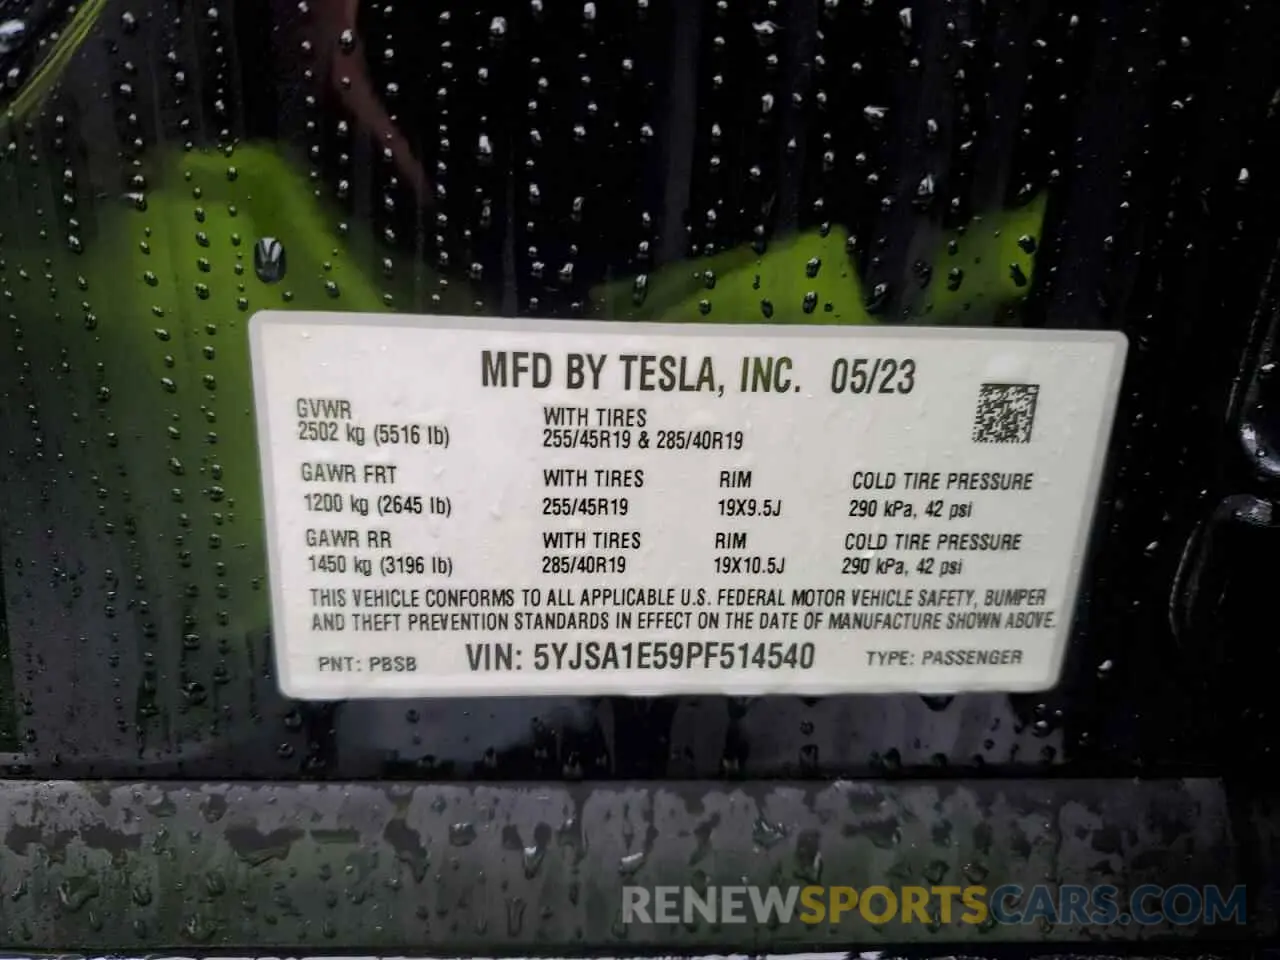 MFD BY TESLA, INC. 05/23
GVWR WITH TIRES
2502 kg (5516 lb) 255/45R19 & 285/40R19
GAWR FRT WITH TIRES RIM COLD TIRE PRESSURE
1200 kg (2645 lb) 255/45R19 19X9.5J 290 kPa, 42 psi
GAWR RR WITH TIRES RIM COLD TIRE PRESSURE
1450 kg (3196 lb) 285/40R19 19X10.5J 290 kPa, 42 psi
THIS VEHICLE CONFORMS TO ALL APPLICABLE U.S. FEDERAL MOTOR VEHICLE SAFETY, BUMPER
AND THEFT PREVENTION STANDARDS IN EFFECT ON THE DATE OF MANUFACTURE SHOWN ABOVE.
PNT: PBSB VIN: 5YJSA1E59PF514540 TYPE: PASSENGER
RENEWSPORTSCARS.COM